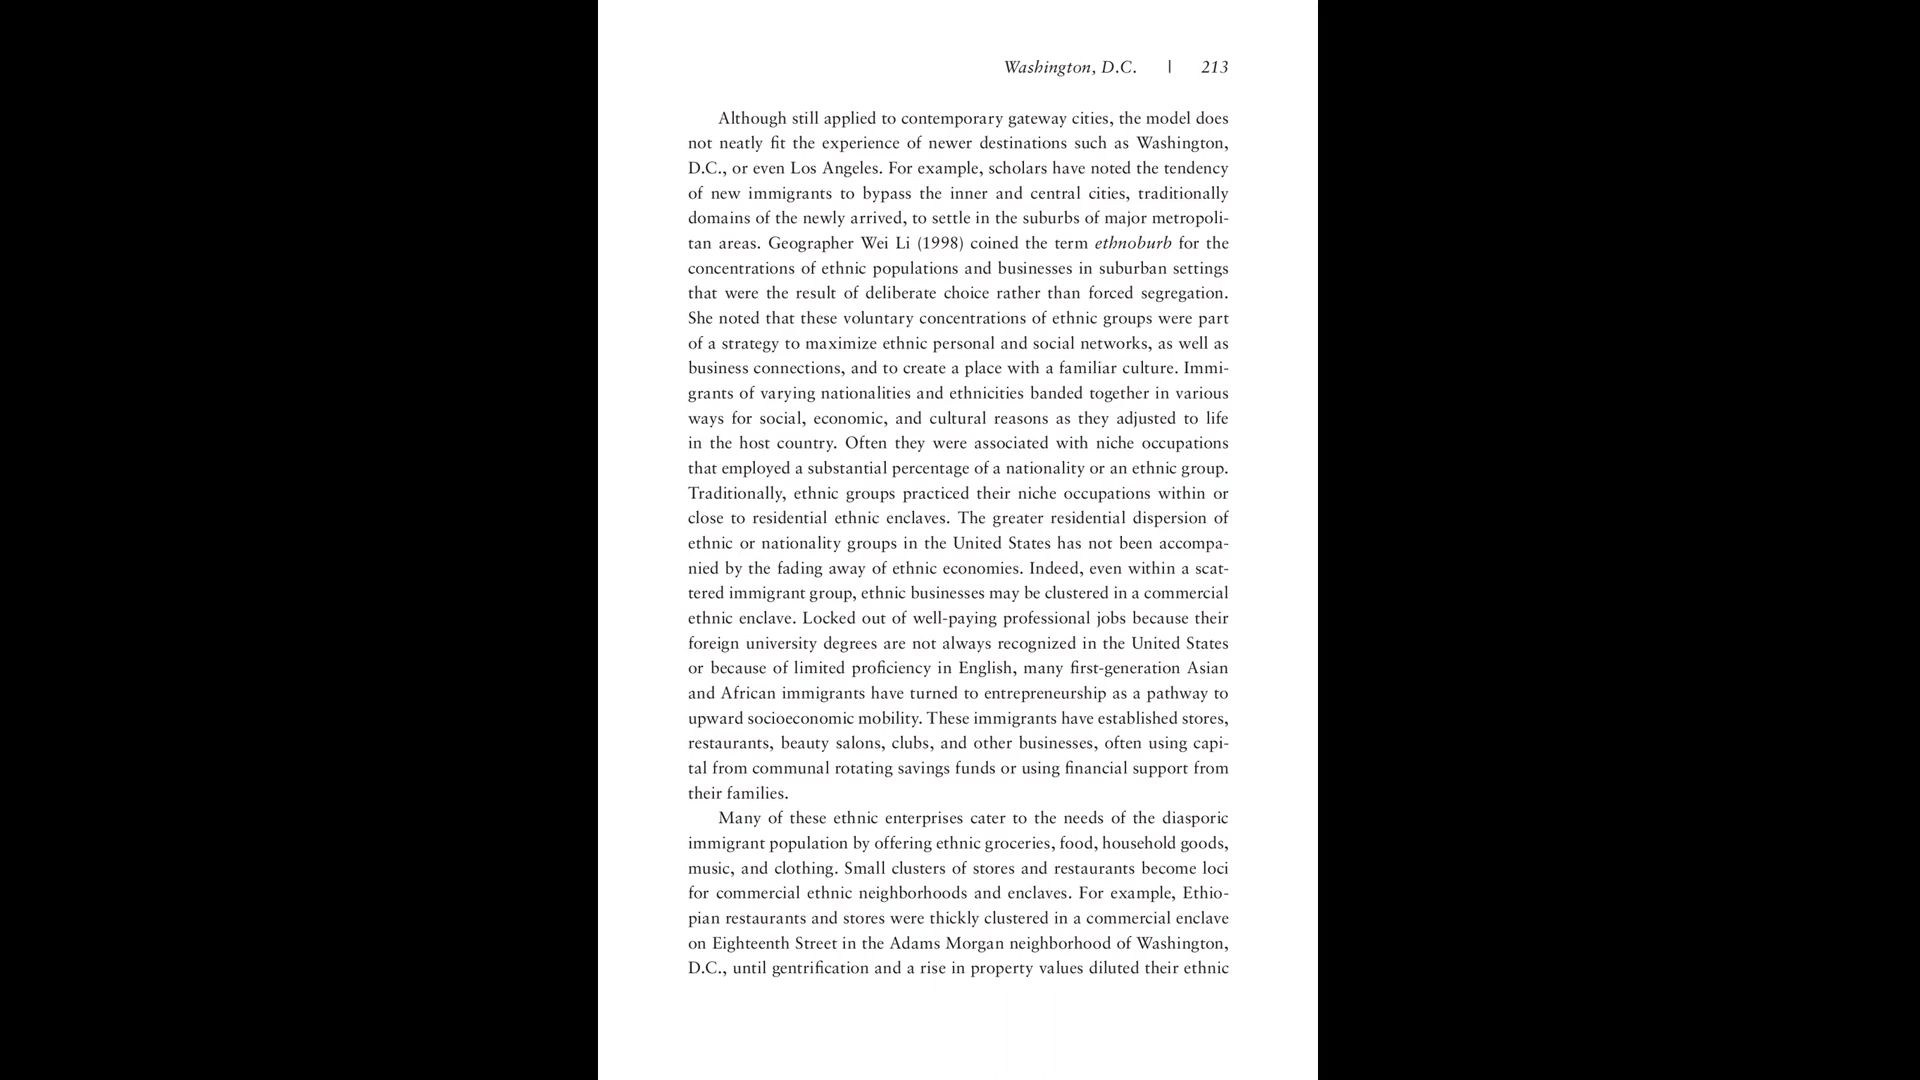 Washington, D.C. | 213
Although still applied to contemporary gateway cities, the model does
not neatly fit the experience of newer destinations such as Washington,
D.C., or even Los Angeles. For example, scholars have noted the tendency
of new immigrants to bypass the inner and central cities, traditionally
domains of the newly arrived, to settle in the suburbs of major metropoli-
tan areas. Geographer Wei Li (1998) coined the term ethnoburb for the
concentrations of ethnic populations and businesses in suburban settings
that were the result of deliberate choice rather than forced segregation.
She noted that these voluntary concentrations of ethnic groups were part
of a strategy to maximize ethnic personal and social networks, as well as
business connections, and to create a place with a familiar culture. Immi-
grants of varying nationalities and ethnicities banded together in various
ways for social, economic, and cultural reasons as they adjusted to life
in the host country. Often they were associated with niche occupations
that employed a substantial percentage of a nationality or an ethnic group.
Traditionally, ethnic groups practiced their niche occupations within or
close to residential ethnic enclaves. The greater residential dispersion of
ethnic or nationality groups in the United States has not been accompa-
nied by the fading away of ethnic economies. Indeed, even within a scat-
tered immigrant group, ethnic businesses may be clustered in a commercial
ethnic enclave. Locked out of well-paying professional jobs because their
foreign university degrees are not always recognized in the United States
or because of limited proficiency in English, many first-generation Asian
and African immigrants have turned to entrepreneurship as a pathway to
upward socioeconomic mobility. These immigrants have established stores,
restaurants, beauty salons, clubs, and other businesses, often using capi-
tal from communal rotating savings funds or using financial support from
their families.
Many of these ethnic enterprises cater to the needs of the diasporic
immigrant population by offering ethnic groceries, food, household goods,
music, and clothing. Small clusters of stores and restaurants become loci
for commercial ethnic neighborhoods and enclaves. For example, Ethio-
pian restaurants and stores were thickly clustered in a commercial enclave
on Eighteenth Street in the Adams Morgan neighborhood of Washington,
D.C., until gentrification and a rise in property values diluted their ethnic